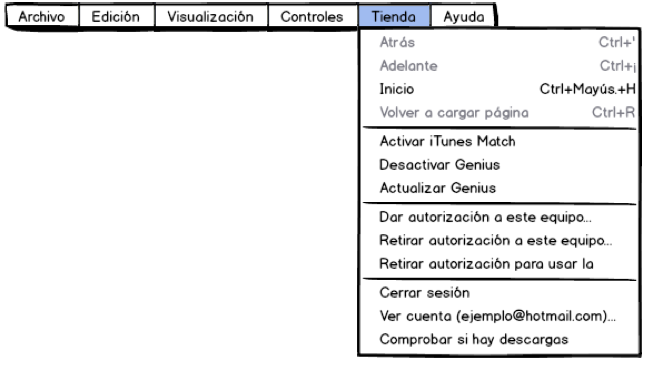 Archivo Edición Visualización Controles Tienda Ayuda
Atrás Ctrl+'
Adelante Ctrl+¡
Inicio Ctrl+Mayús.+H
Volver a cargar página Ctrl+R
Activar iTunes Match
Desactivar Genius
Actualizar Genius
Dar autorización a este equipo...
Retirar autorización a este equipo...
Retirar autorización para usar la
Cerrar sesión
Ver cuenta (ejemplo@hotmail.com)...
Comprobar si hay descargas